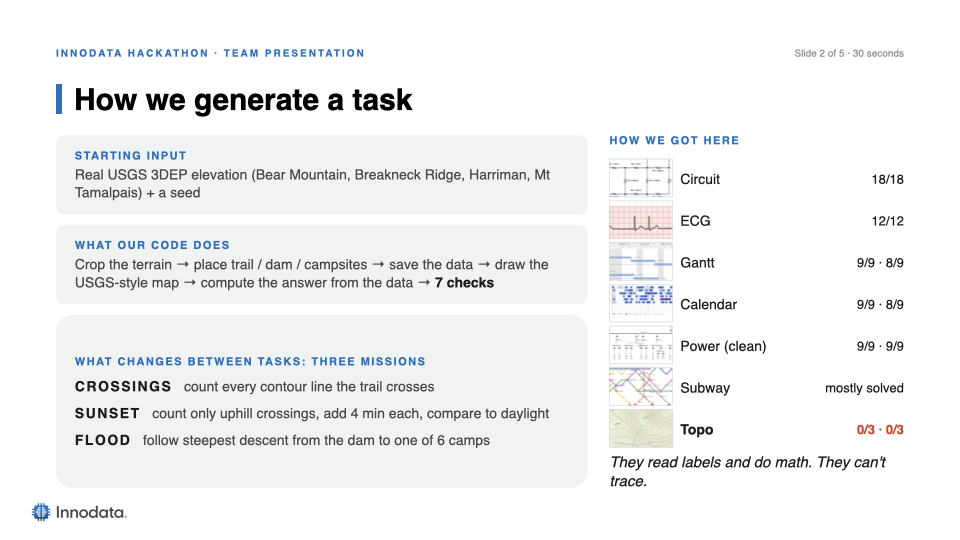 INNODATA HACKATHON · TEAM PRESENTATION
Slide 2 of 5 · 30 seconds
How we generate a task
STARTING INPUT
Real USGS 3DEP elevation (Bear Mountain, Breakneck Ridge, Harriman, Mt
Tamalpais) + a seed
WHAT OUR CODE DOES
Crop the terrain → place trail / dam / campsites → save the data → draw the
USGS-style map → compute the answer from the data → 7 checks
WHAT CHANGES BETWEEN TASKS: THREE MISSIONS
CROSSINGS count every contour line the trail crosses
SUNSET count only uphill crossings, add 4 min each, compare to daylight
FLOOD follow steepest descent from the dam to one of 6 camps
HOW WE GOT HERE
Circuit 18/18
ECG 12/12
Gantt 9/9 · 8/9
Calendar 9/9 · 8/9
Power (clean) 9/9 · 9/9
Subway mostly solved
Topo 0/3 · 0/3
They read labels and do math. They can't
trace.
Innodata.